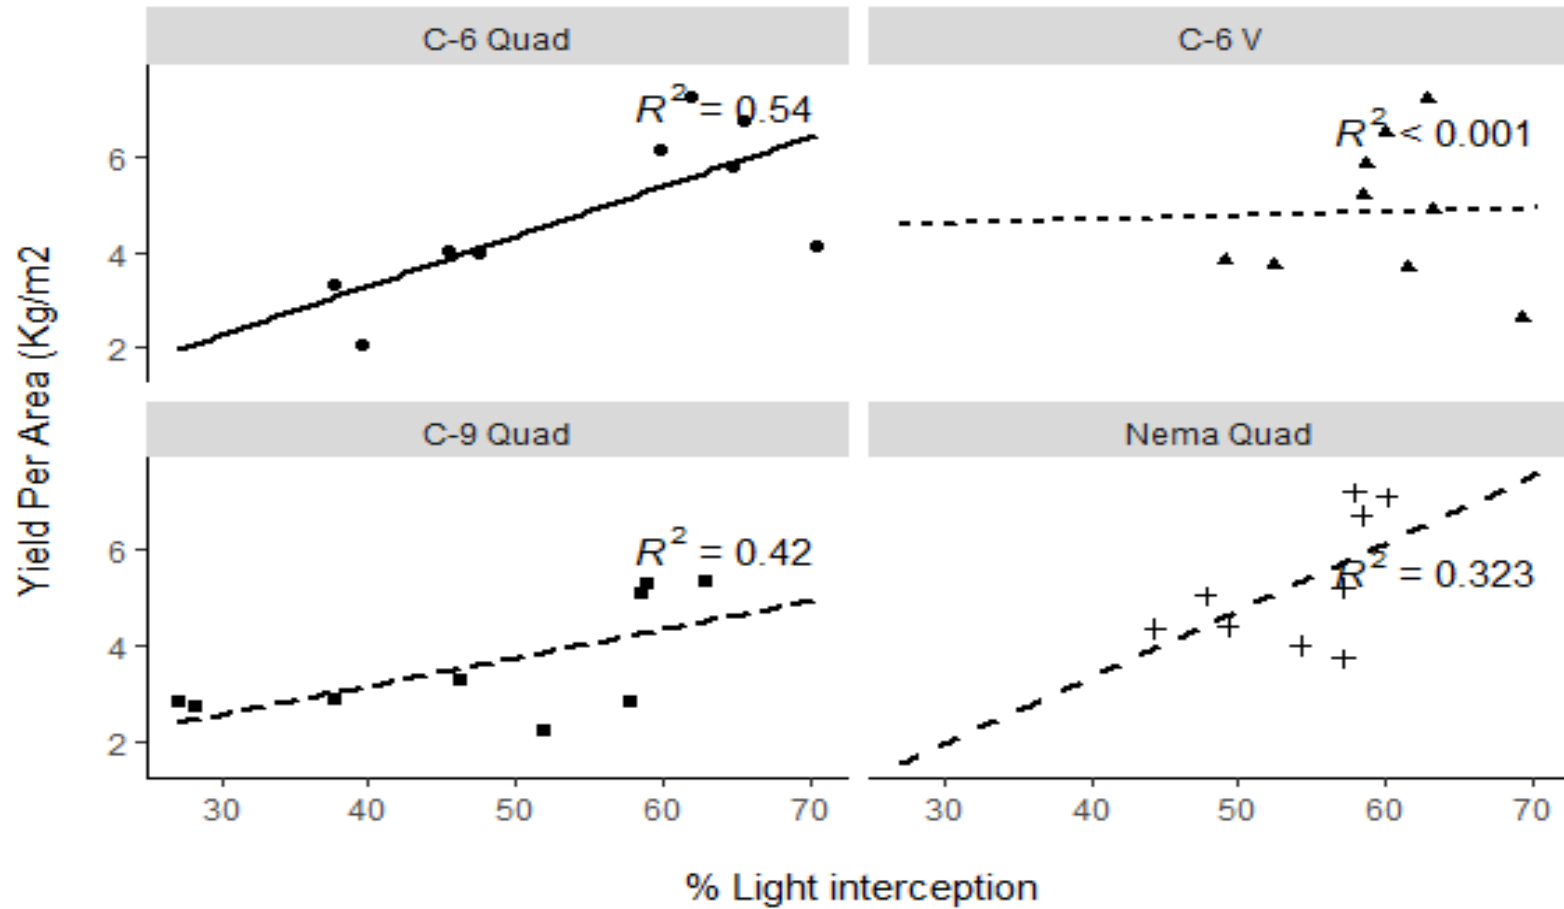 C-6 Quad
C-6 V
R² = 0.54
R² < 0.001
6
4
2
C-9 Quad
Nema Quad
R² = 0.42
R² = 0.323
6
4
2
30 40 50 60 70
30 40 50 60 70
Yield Per Area (Kg/m2
% Light interception